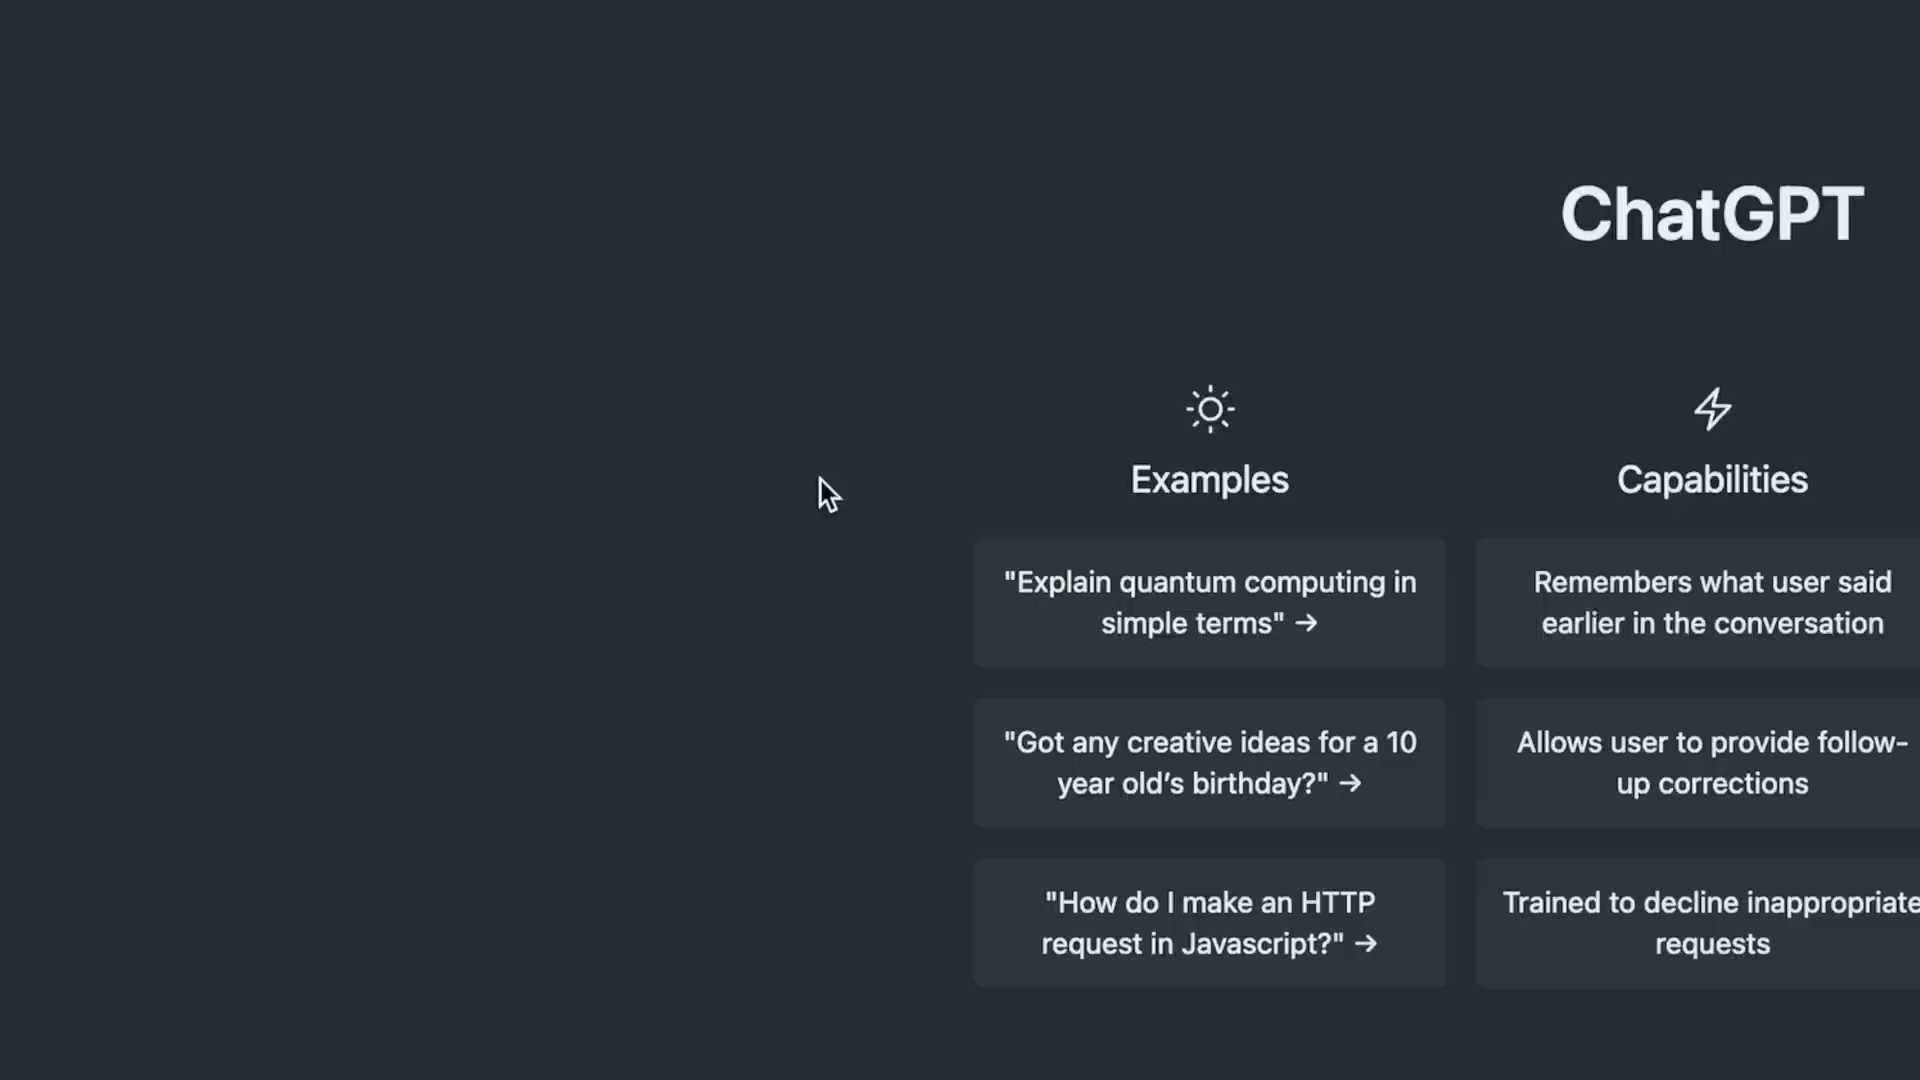 ChatGPT
Examples
"Explain quantum computing in
simple terms" →
"Got any creative ideas for a 10
year old's birthday?" →
"How do I make an HTTP
request in Javascript?" →
Capabilities
Remembers what user said
earlier in the conversation
Allows user to provide follow-
up corrections
Trained to decline inappropriate
requests